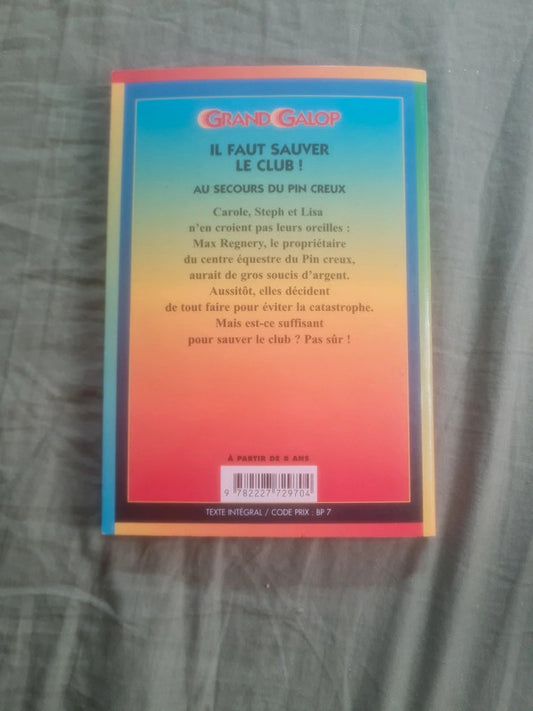 GRAND GALOP
IL FAUT SAUVER
LE CLUB !
AU SECOURS DU PIN CREUX
Carole, Steph et Lisa
n'en croient pas leurs oreilles :
Max Regnery, le propriétaire
du centre équestre du Pin creux,
aurait de gros soucis d'argent.
Aussitôt, elles décident
de tout faire pour éviter la catastrophe.
Mais est-ce suffisant
pour sauver le club ? Pas sûr !
À PARTIR DE 8 ANS
9 782227 729704
TEXTE INTÉGRAL / CODE PRIX : BP 7